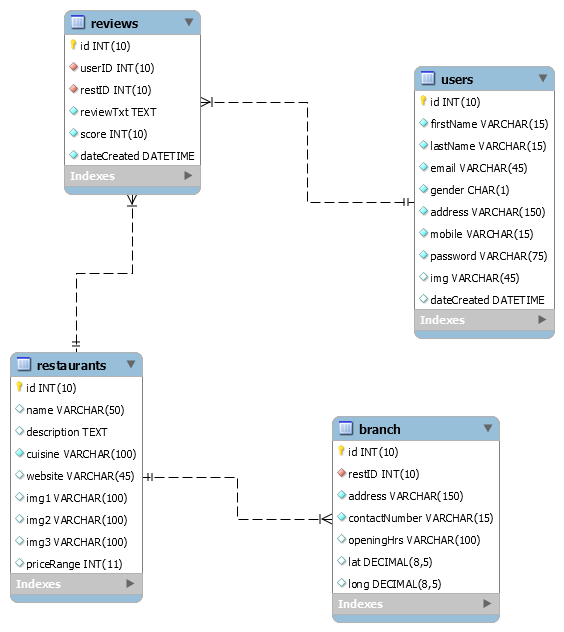 reviews
id INT(10)
userID INT(10)
restID INT(10)
reviewTxt TEXT
score INT(10)
dateCreated DATETIME
Indexes
users
id INT(10)
firstName VARCHAR(15)
lastName VARCHAR(15)
email VARCHAR(45)
gender CHAR(1)
address VARCHAR(150)
mobile VARCHAR(15)
password VARCHAR(75)
img VARCHAR(45)
dateCreated DATETIME
Indexes
restaurants
id INT(10)
name VARCHAR(50)
description TEXT
cuisine VARCHAR(100)
website VARCHAR(45)
img1 VARCHAR(100)
img2 VARCHAR(100)
img3 VARCHAR(100)
priceRange INT(11)
Indexes
branch
id INT(10)
restID INT(10)
address VARCHAR(150)
contactNumber VARCHAR(15)
openingHrs VARCHAR(100)
lat DECIMAL(8,5)
long DECIMAL(8,5)
Indexes